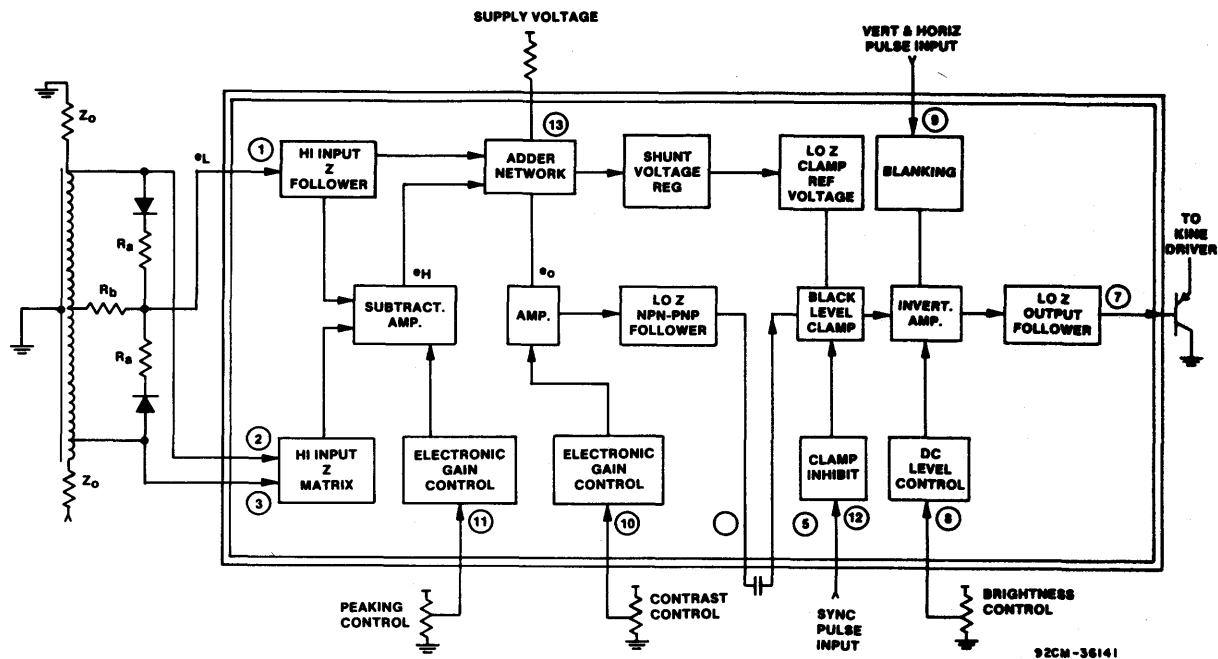 SUPPLY VOLTAGE
VERT & HORIZ
PULSE INPUT
Zo
13
9
1
eL
HI INPUT
Z
FOLLOWER
ADDER
NETWORK
SHUNT
VOLTAGE
REG
LO Z
CLAMP
REF
VOLTAGE
BLANKING
TO
KINE
DRIVER
Ra
Rb
Ra
eH
eo
SUBTRACT.
AMP.
AMP.
LO Z
NPN-PNP
FOLLOWER
BLACK
LEVEL
CLAMP
INVERT.
AMP.
LO Z
OUTPUT
FOLLOWER
7
2
3
HI INPUT
Z
MATRIX
ELECTRONIC
GAIN
CONTROL
ELECTRONIC
GAIN
CONTROL
CLAMP
INHIBIT
DC
LEVEL
CONTROL
Zo
11
10
5
12
8
PEAKING
CONTROL
CONTRAST
CONTROL
SYNC
PULSE
INPUT
BRIGHTNESS
CONTROL
92CM-36141